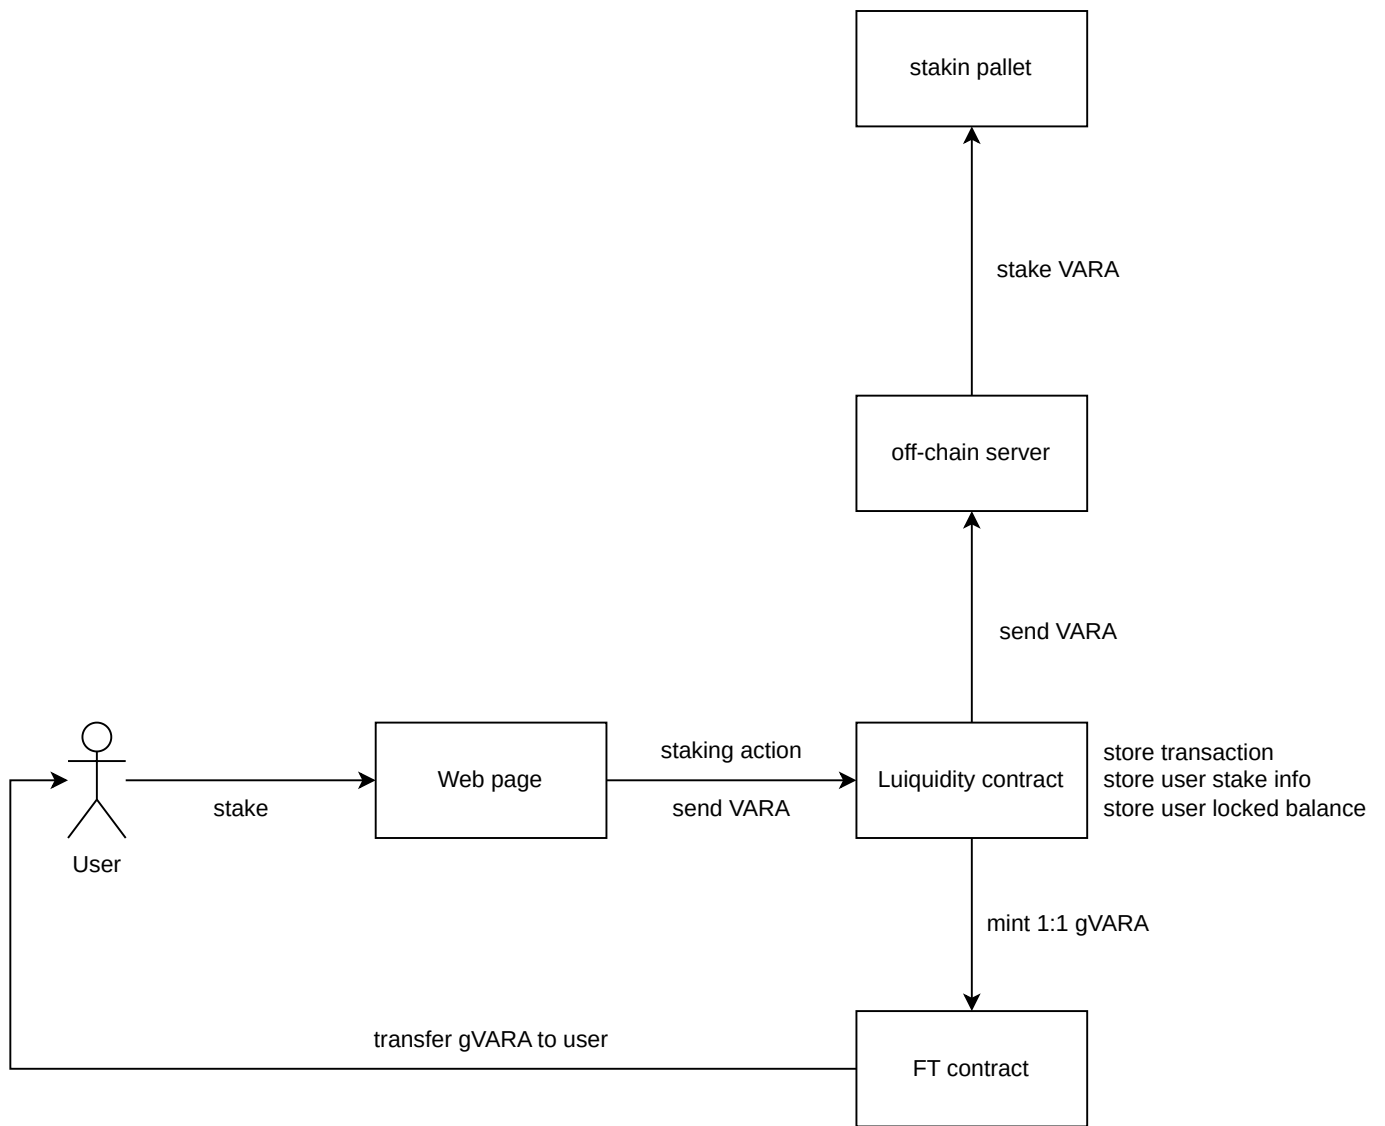 stakin pallet
stake VARA
off-chain server
send VARA
User
stake
Web page
staking action
send VARA
Luiquidity contract
store transaction
store user stake info
store user locked balance
mint 1:1 gVARA
transfer gVARA to user
FT contract